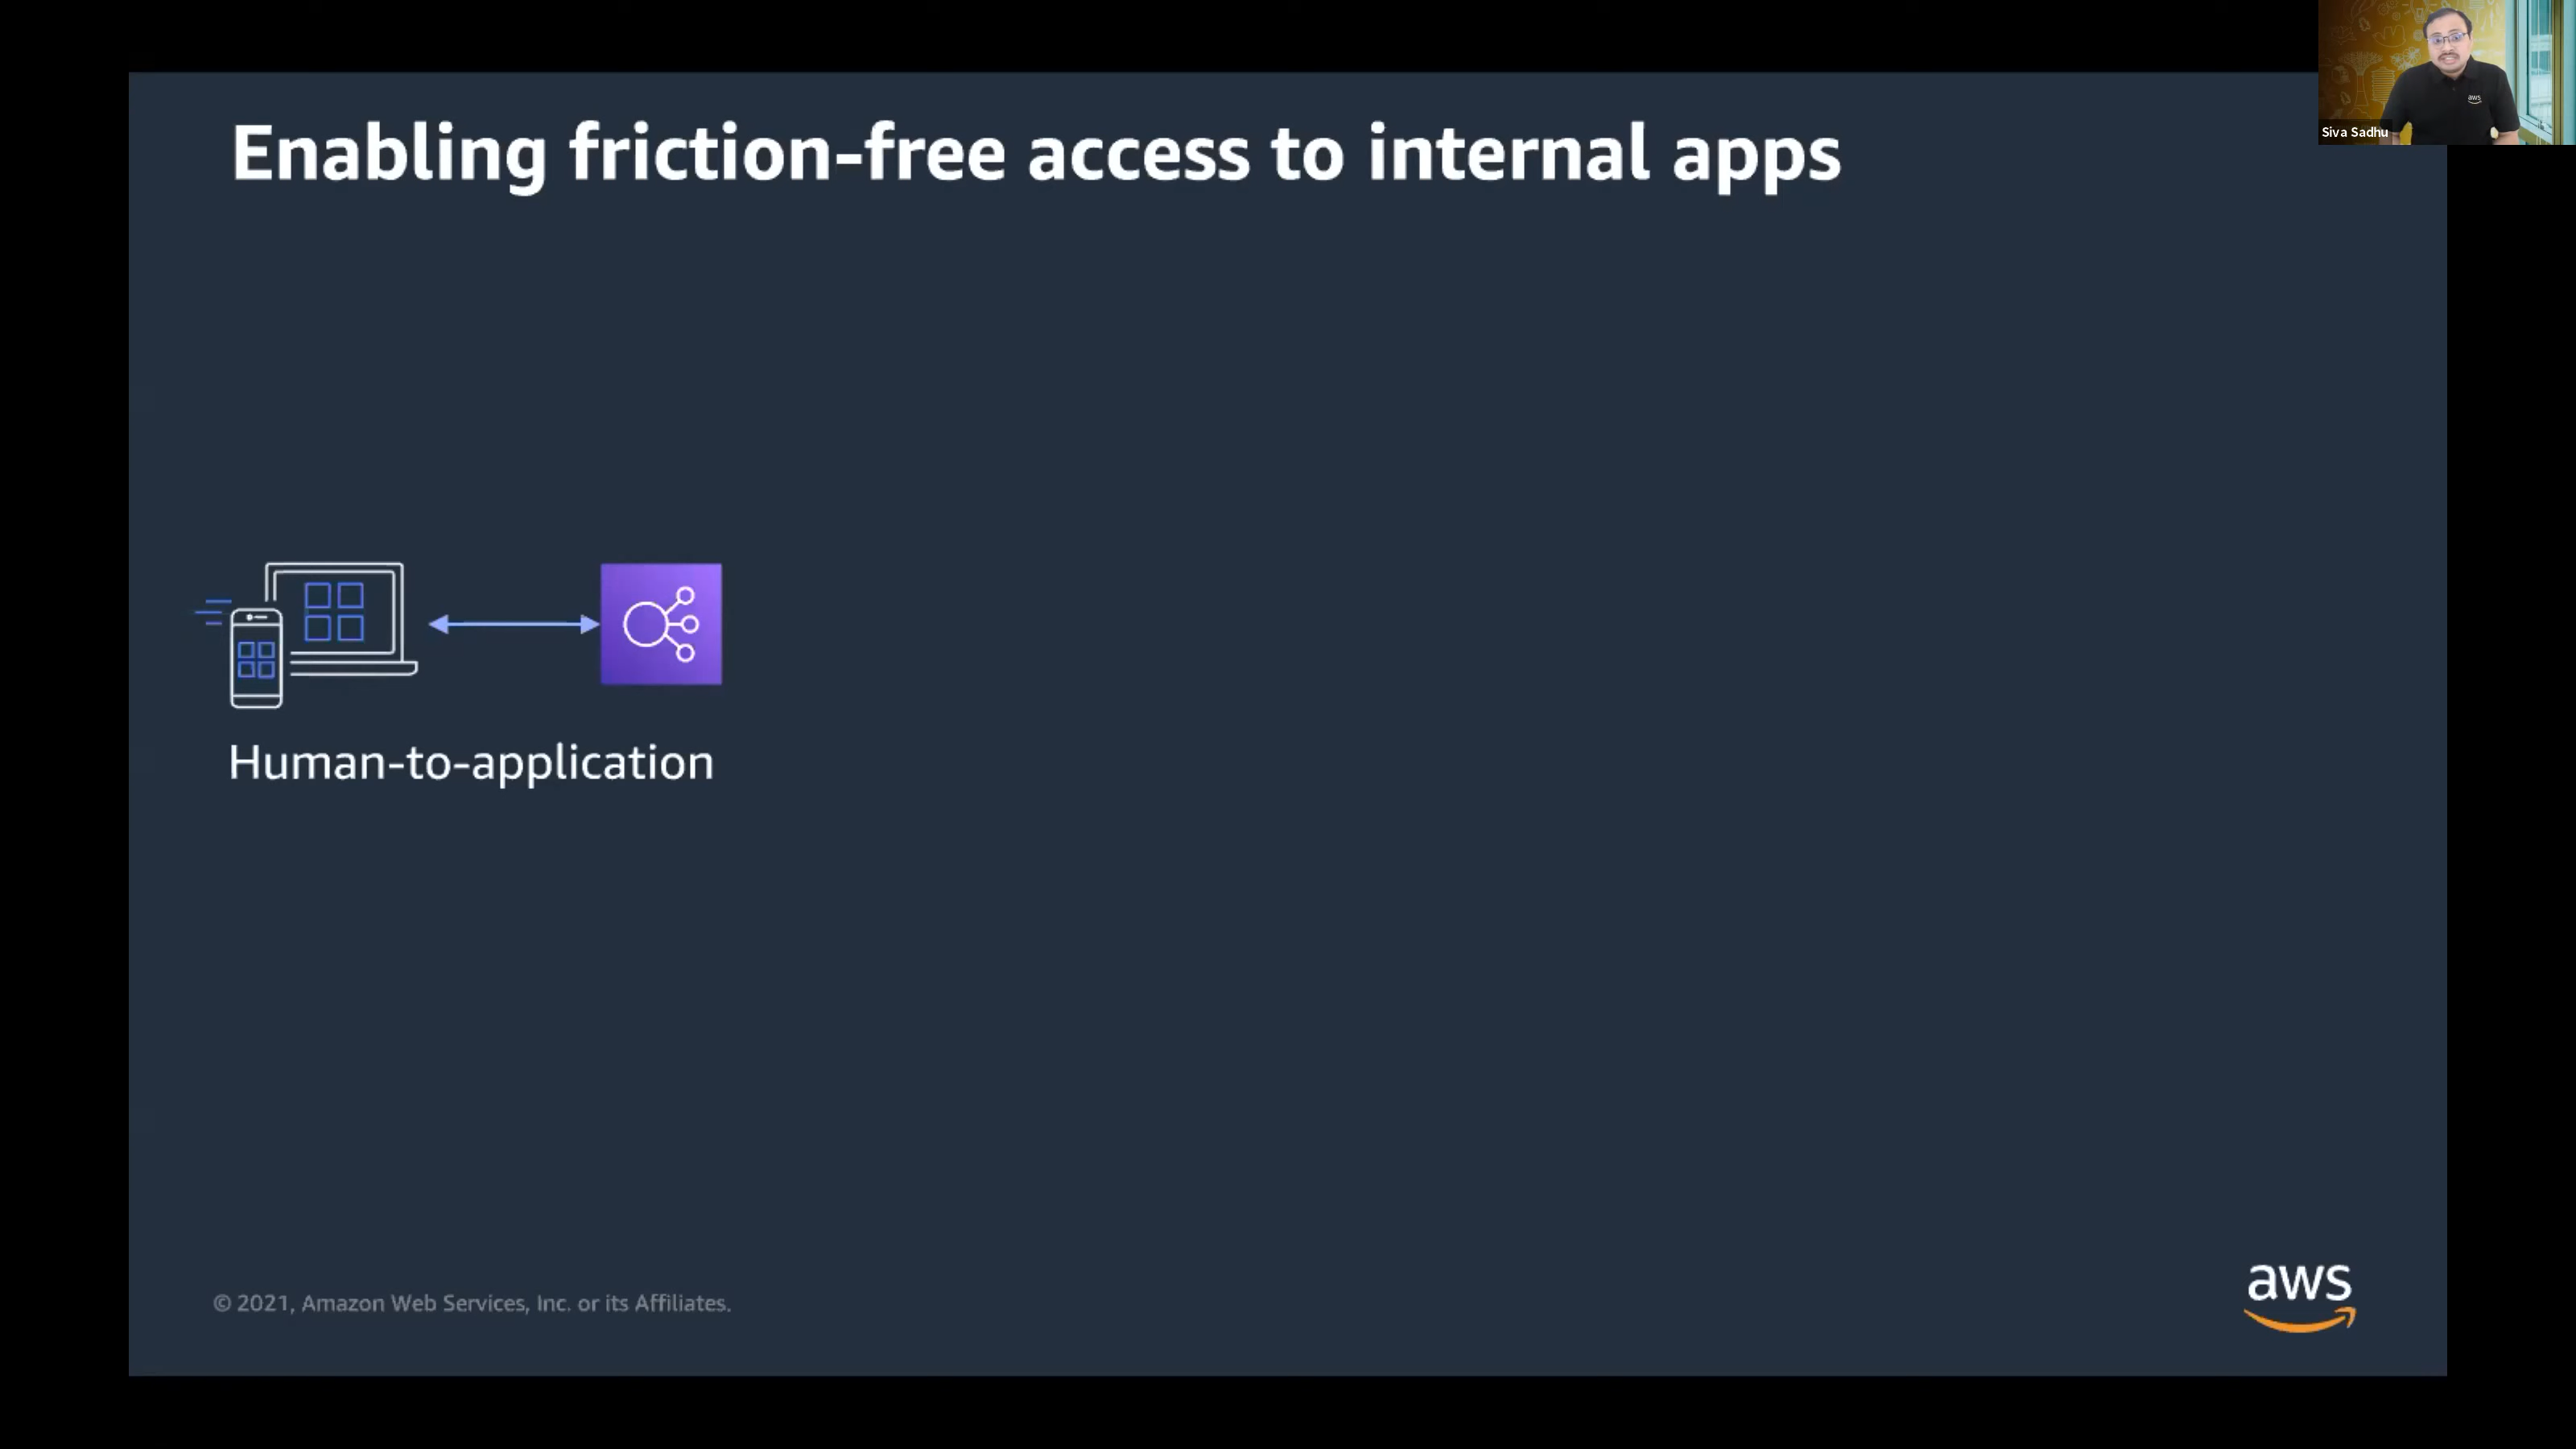 Enabling friction-free access to internal apps
aws
Siva Sadhu
Human-to-application
© 2021, Amazon Web Services, Inc. or its Affiliates.
aws